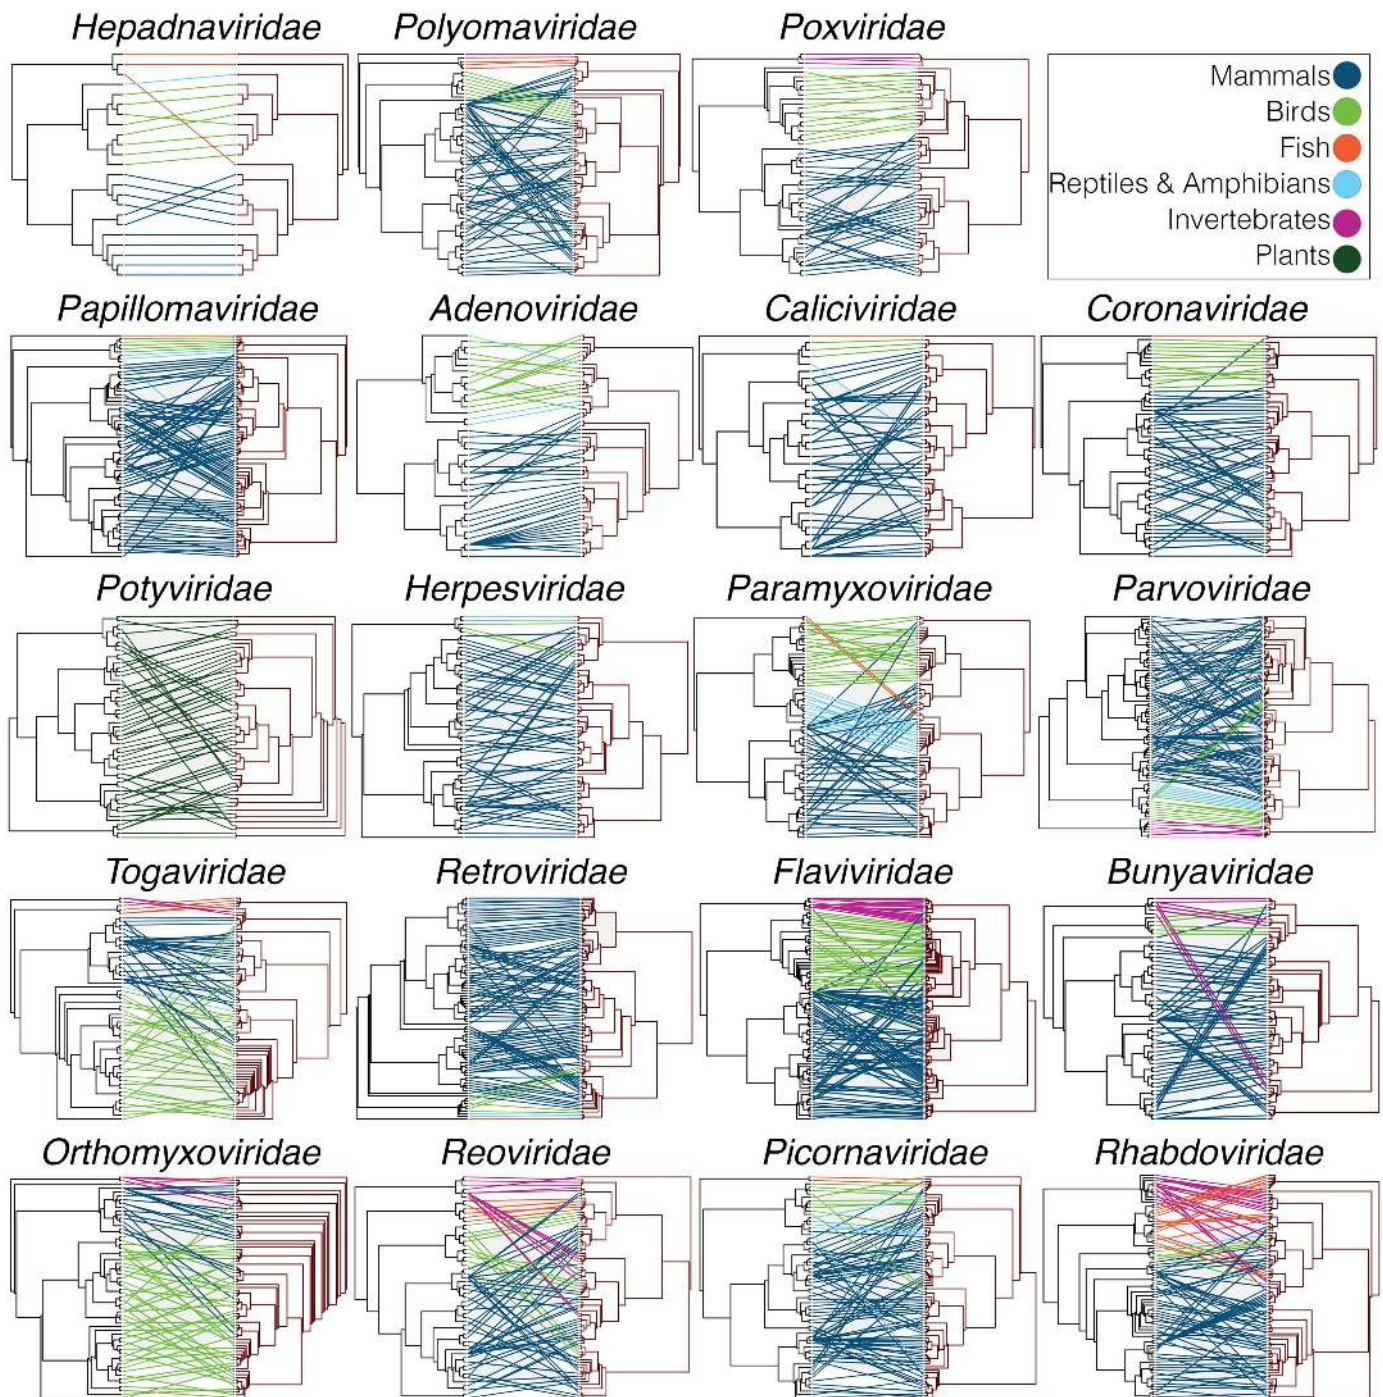 Hepadnaviridae
Polyomaviridae
Poxviridae
Mammals
Birds
Fish
Reptiles & Amphibians
Invertebrates
Plants
Papillomaviridae
Adenoviridae
Caliciviridae
Coronaviridae
Potyviridae
Herpesviridae
Paramyxoviridae
Parvoviridae
Togaviridae
Retroviridae
Flaviviridae
Bunyaviridae
Orthomyxoviridae
Reoviridae
Picornaviridae
Rhabdoviridae